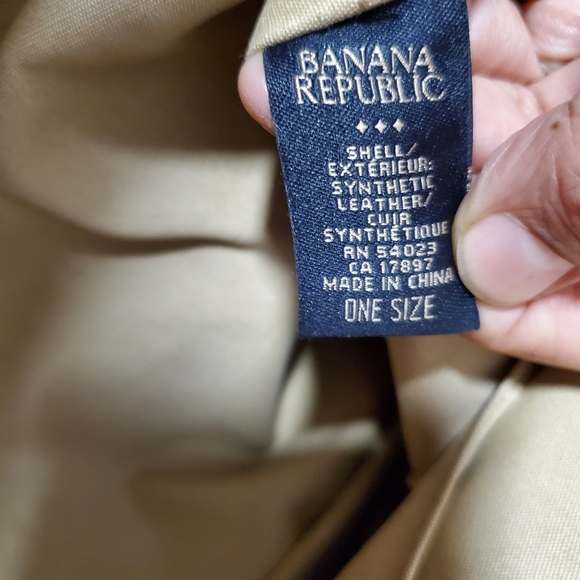 BANANA
REPUBLIC
SHELL/
EXTÉRIEUR:
SYNTHETIC
LEATHER/
CUIR
SYNTHÉTIQUE
RN 54023
CA 17897
MADE IN CHINA
ONE SIZE